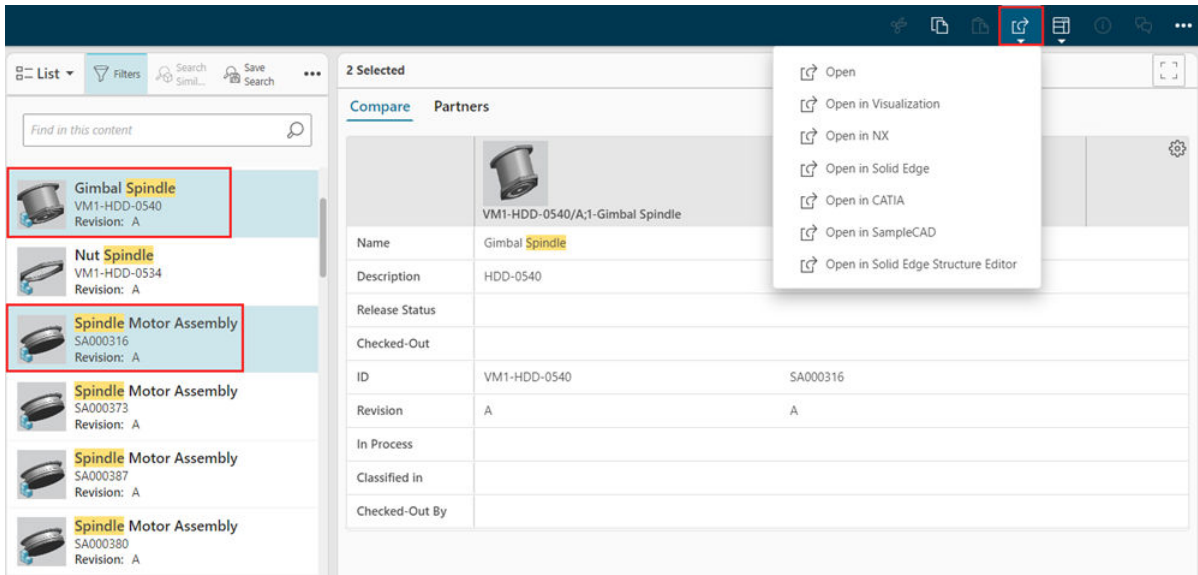 List
Filters
Search
Simil...
Save
Search
Find in this content
Gimbal Spindle
VM1-HDD-0540
Revision: A
Nut Spindle
VM1-HDD-0534
Revision: A
Spindle Motor Assembly
SA000316
Revision: A
Spindle Motor Assembly
SA000373
Revision: A
Spindle Motor Assembly
SA000387
Revision: A
Spindle Motor Assembly
SA000380
Revision: A
2 Selected
Compare Partners
VM1-HDD-0540/A;1-Gimbal Spindle
Name Gimbal Spindle
Description HDD-0540
Release Status
Checked-Out
ID VM1-HDD-0540 SA000316
Revision A A
In Process
Classified in
Checked-Out By
Open
Open in Visualization
Open in NX
Open in Solid Edge
Open in CATIA
Open in SampleCAD
Open in Solid Edge Structure Editor